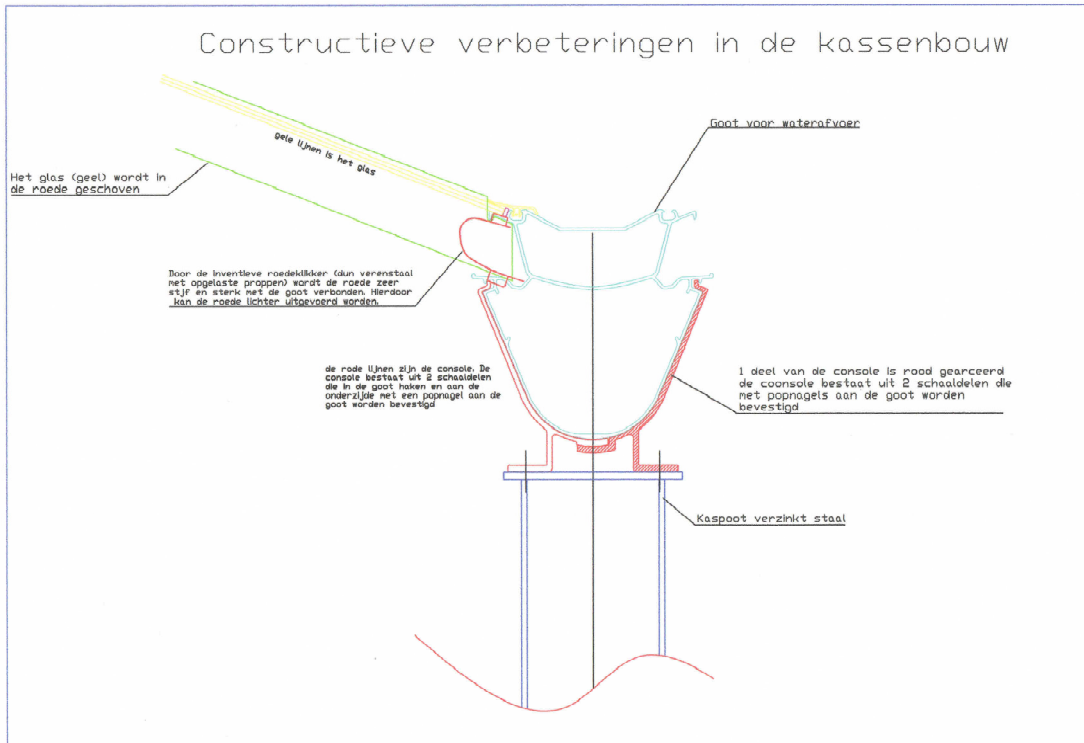 Constructieve verbeteringen in de kassenbouw
Goot voor waterafvoer
gele lijnen is het glas
Het glas (geel) wordt in
de roede geschoven
Door de inventieve roedeklikker (dun verenstaal
met opgelaste proppen) wordt de roede zeer
stijf en sterk met de goot verbonden. Hierdoor
kan de roede lichter uitgevoerd worden.
de rode lijnen zijn de console. De
console bestaat uit 2 schaaldelen
die in de goot haken en aan de
onderzijde met een popnagel aan de
goot worden bevestigd
1 deel van de console is rood gearceerd
de coonsole bestaat uit 2 schaaldelen die
met popnagels aan de goot worden
bevestigd
Kaspoot verzinkt staal